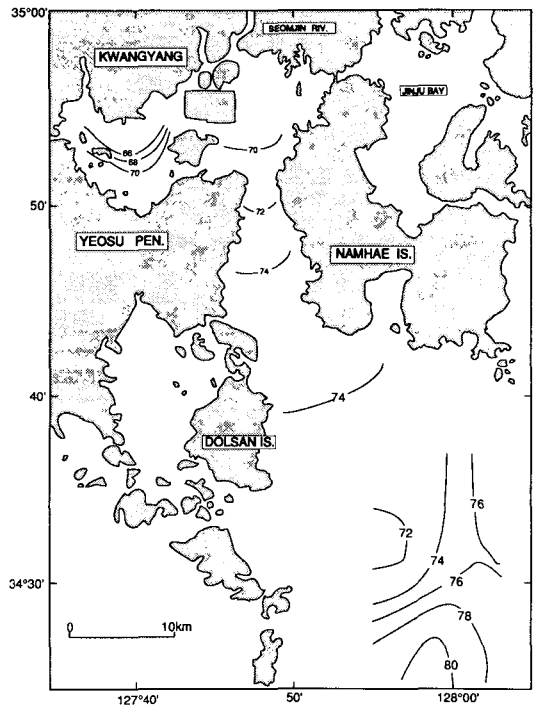 35°00'
SEOMJIN RIV.
KWANGYANG
JINJU BAY
66
68
70
70
50'
72
YEOSU PEN.
NAMHAE IS.
74
40'
74
DOLSAN IS.
76
72
74
76
34°30'
78
0 10km
80
127°40' 50' 128°00'